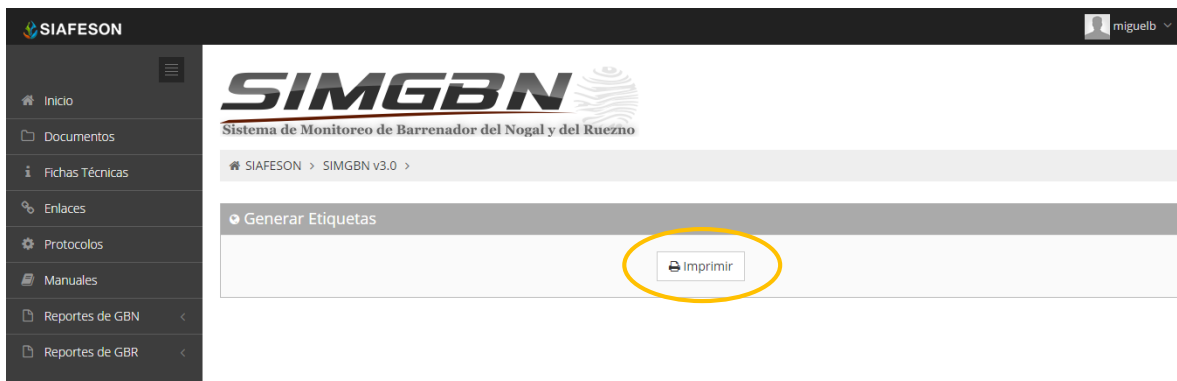 SIAFESON
miguelb
Inicio
Documentos
Fichas Técnicas
Enlaces
Protocolos
Manuales
Reportes de GBN
Reportes de GBR
SIMGBN
Sistema de Monitoreo de Barrenador del Nogal y del Ruezno
SIAFESON > SIMGBN v3.0 >
Generar Etiquetas
Imprimir